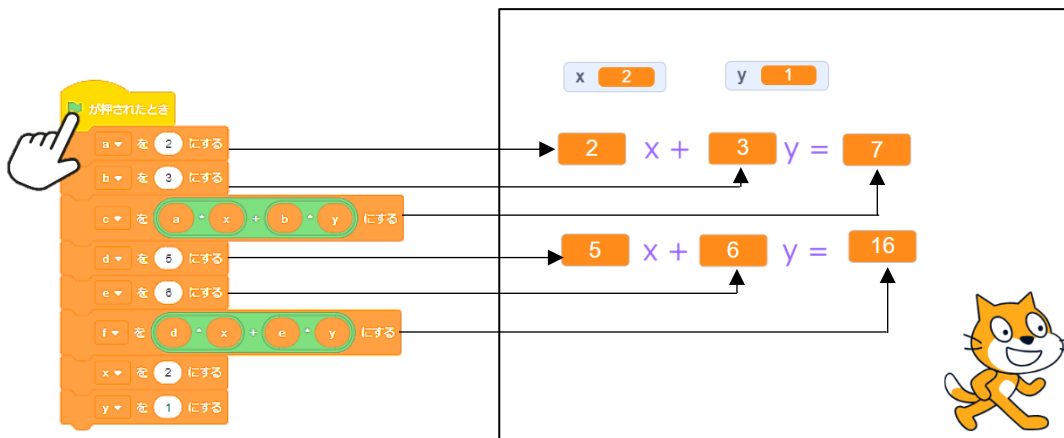 x 2 y 1
が押されたとき
a を 2 にする
2 x + 3 y = 7
b を 3 にする
c を a * x + b * y にする
d を 5 にする
5 x + 6 y = 16
e を 6 にする
f を d * x + e * y にする
x を 2 にする
y を 1 にする